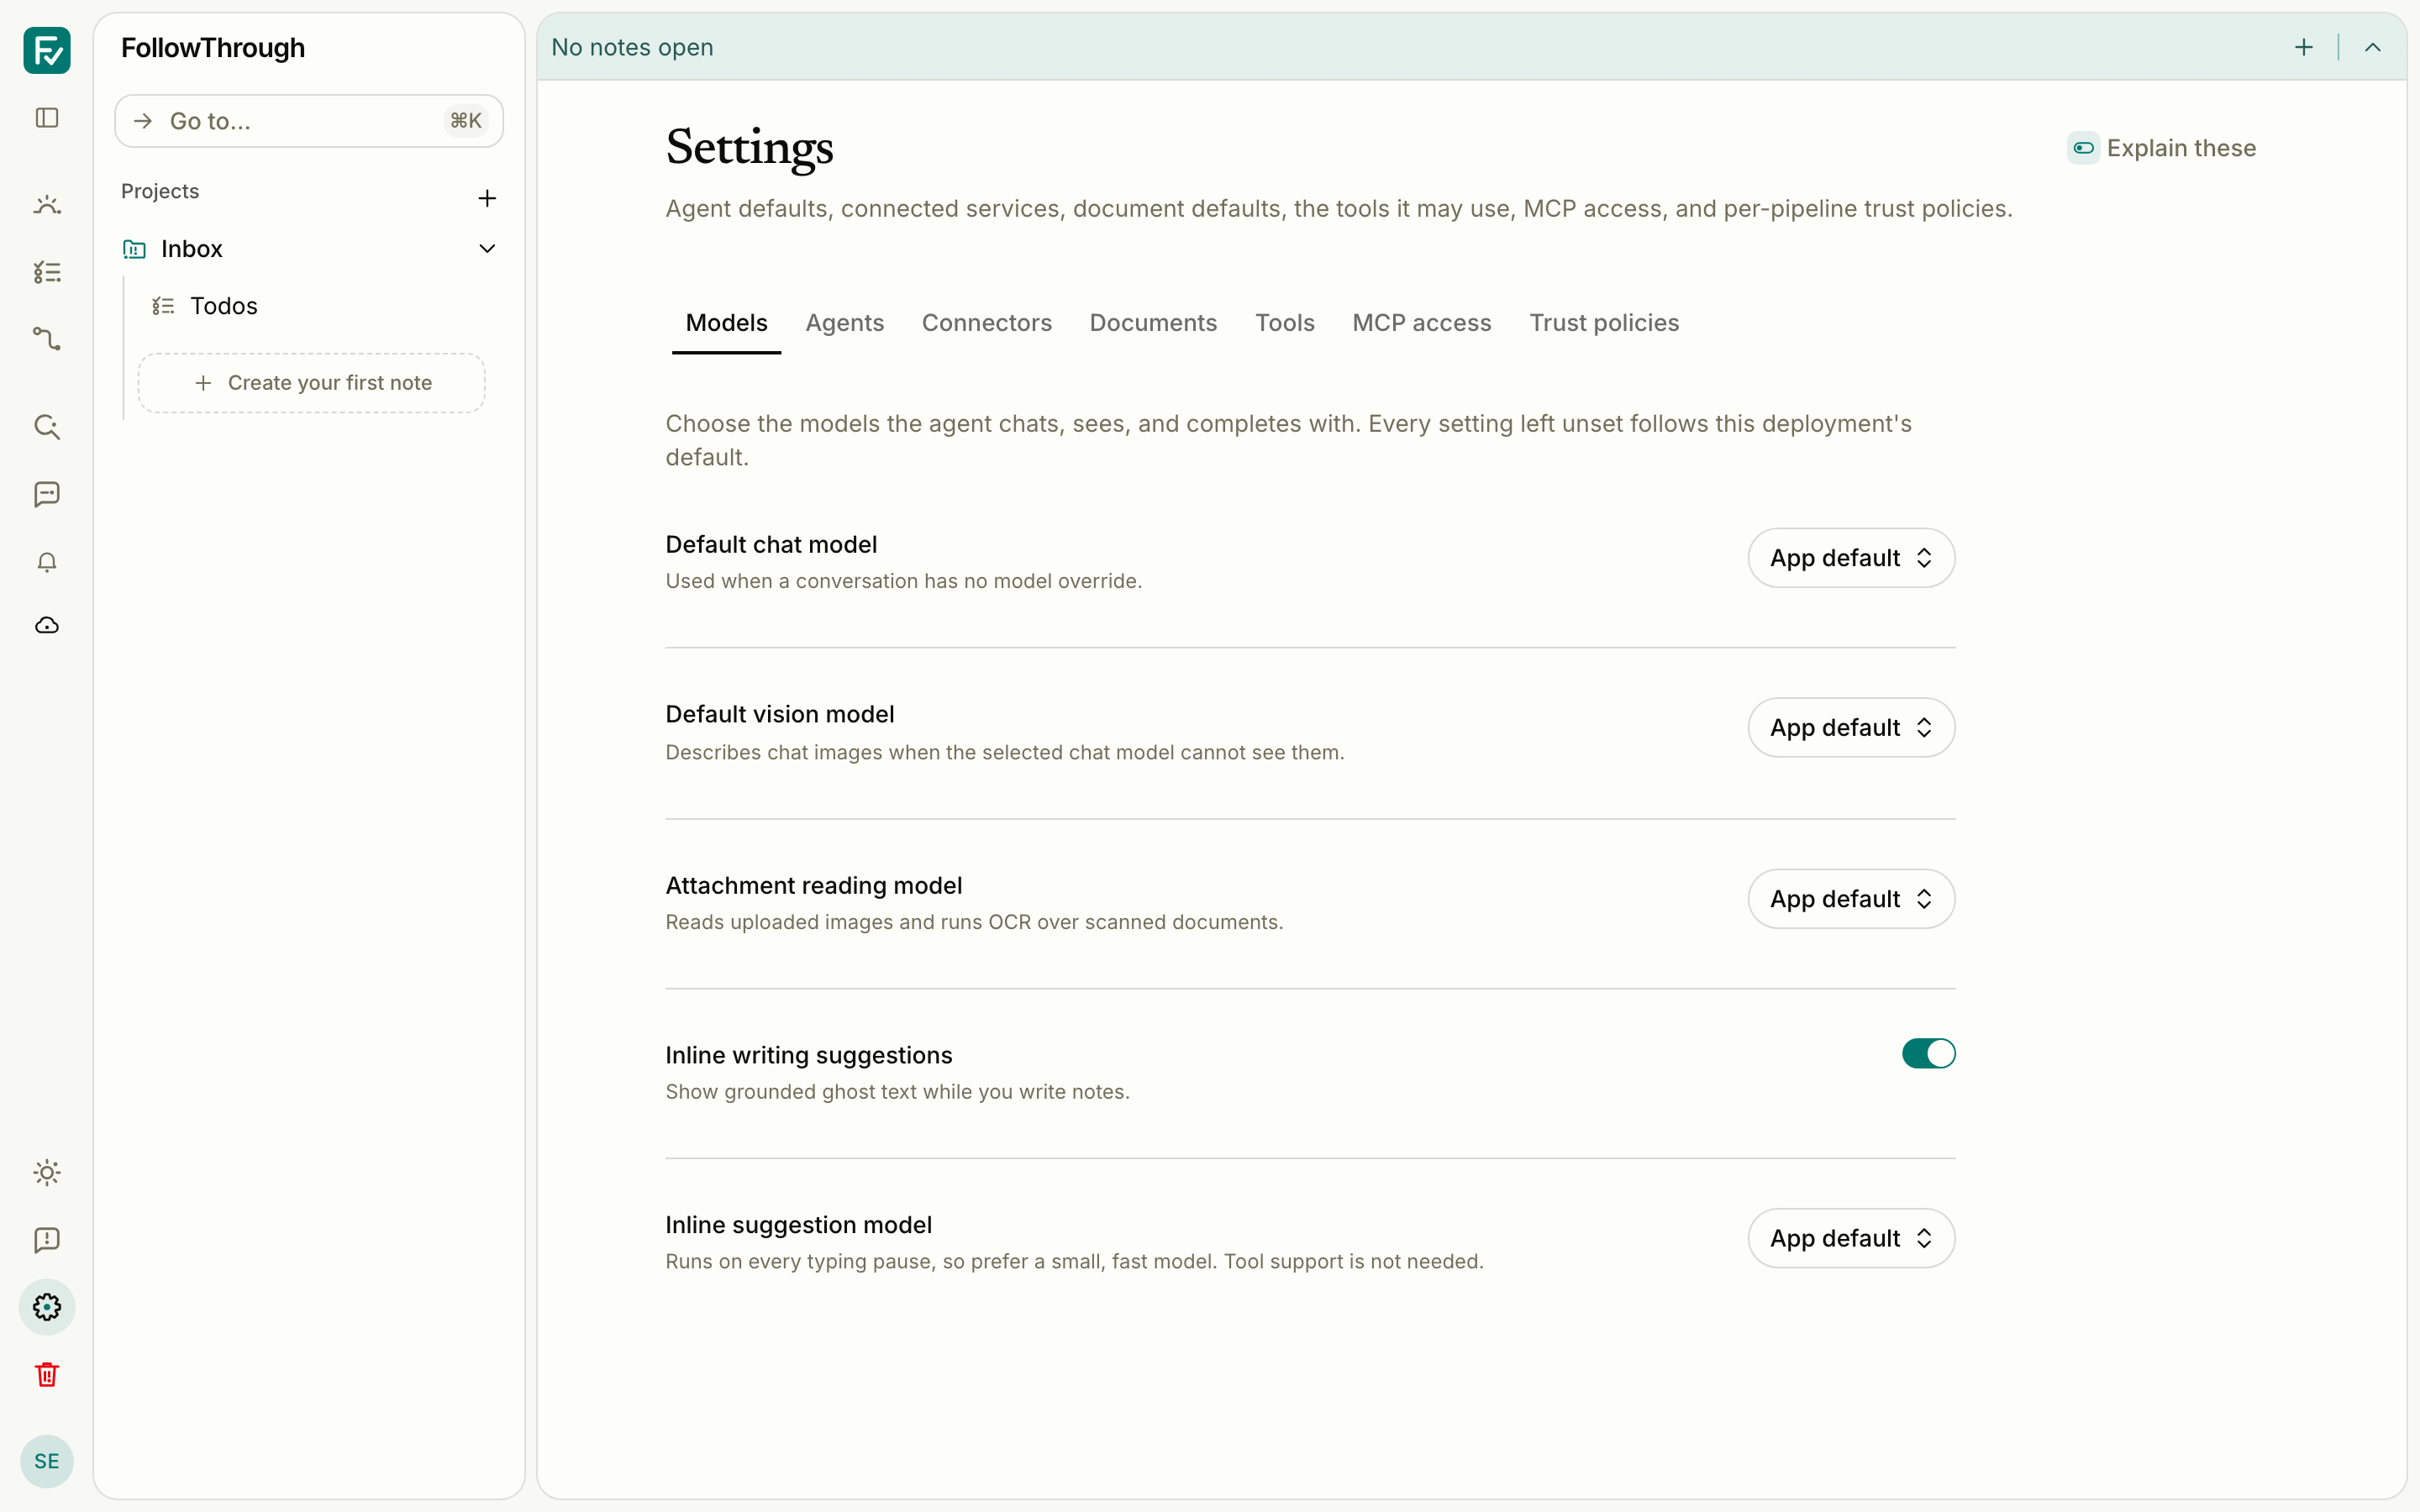 FollowThrough
Go to...
⌘K
Projects
Inbox
Todos
Create your first note
SE
No notes open
Settings
Explain these
Agent defaults, connected services, document defaults, the tools it may use, MCP access, and per-pipeline trust policies.
Models Agents Connectors Documents Tools MCP access Trust policies
Choose the models the agent chats, sees, and completes with. Every setting left unset follows this deployment's
default.
Default chat model
App default
Used when a conversation has no model override.
Default vision model
App default
Describes chat images when the selected chat model cannot see them.
Attachment reading model
App default
Reads uploaded images and runs OCR over scanned documents.
Inline writing suggestions
Show grounded ghost text while you write notes.
Inline suggestion model
App default
Runs on every typing pause, so prefer a small, fast model. Tool support is not needed.